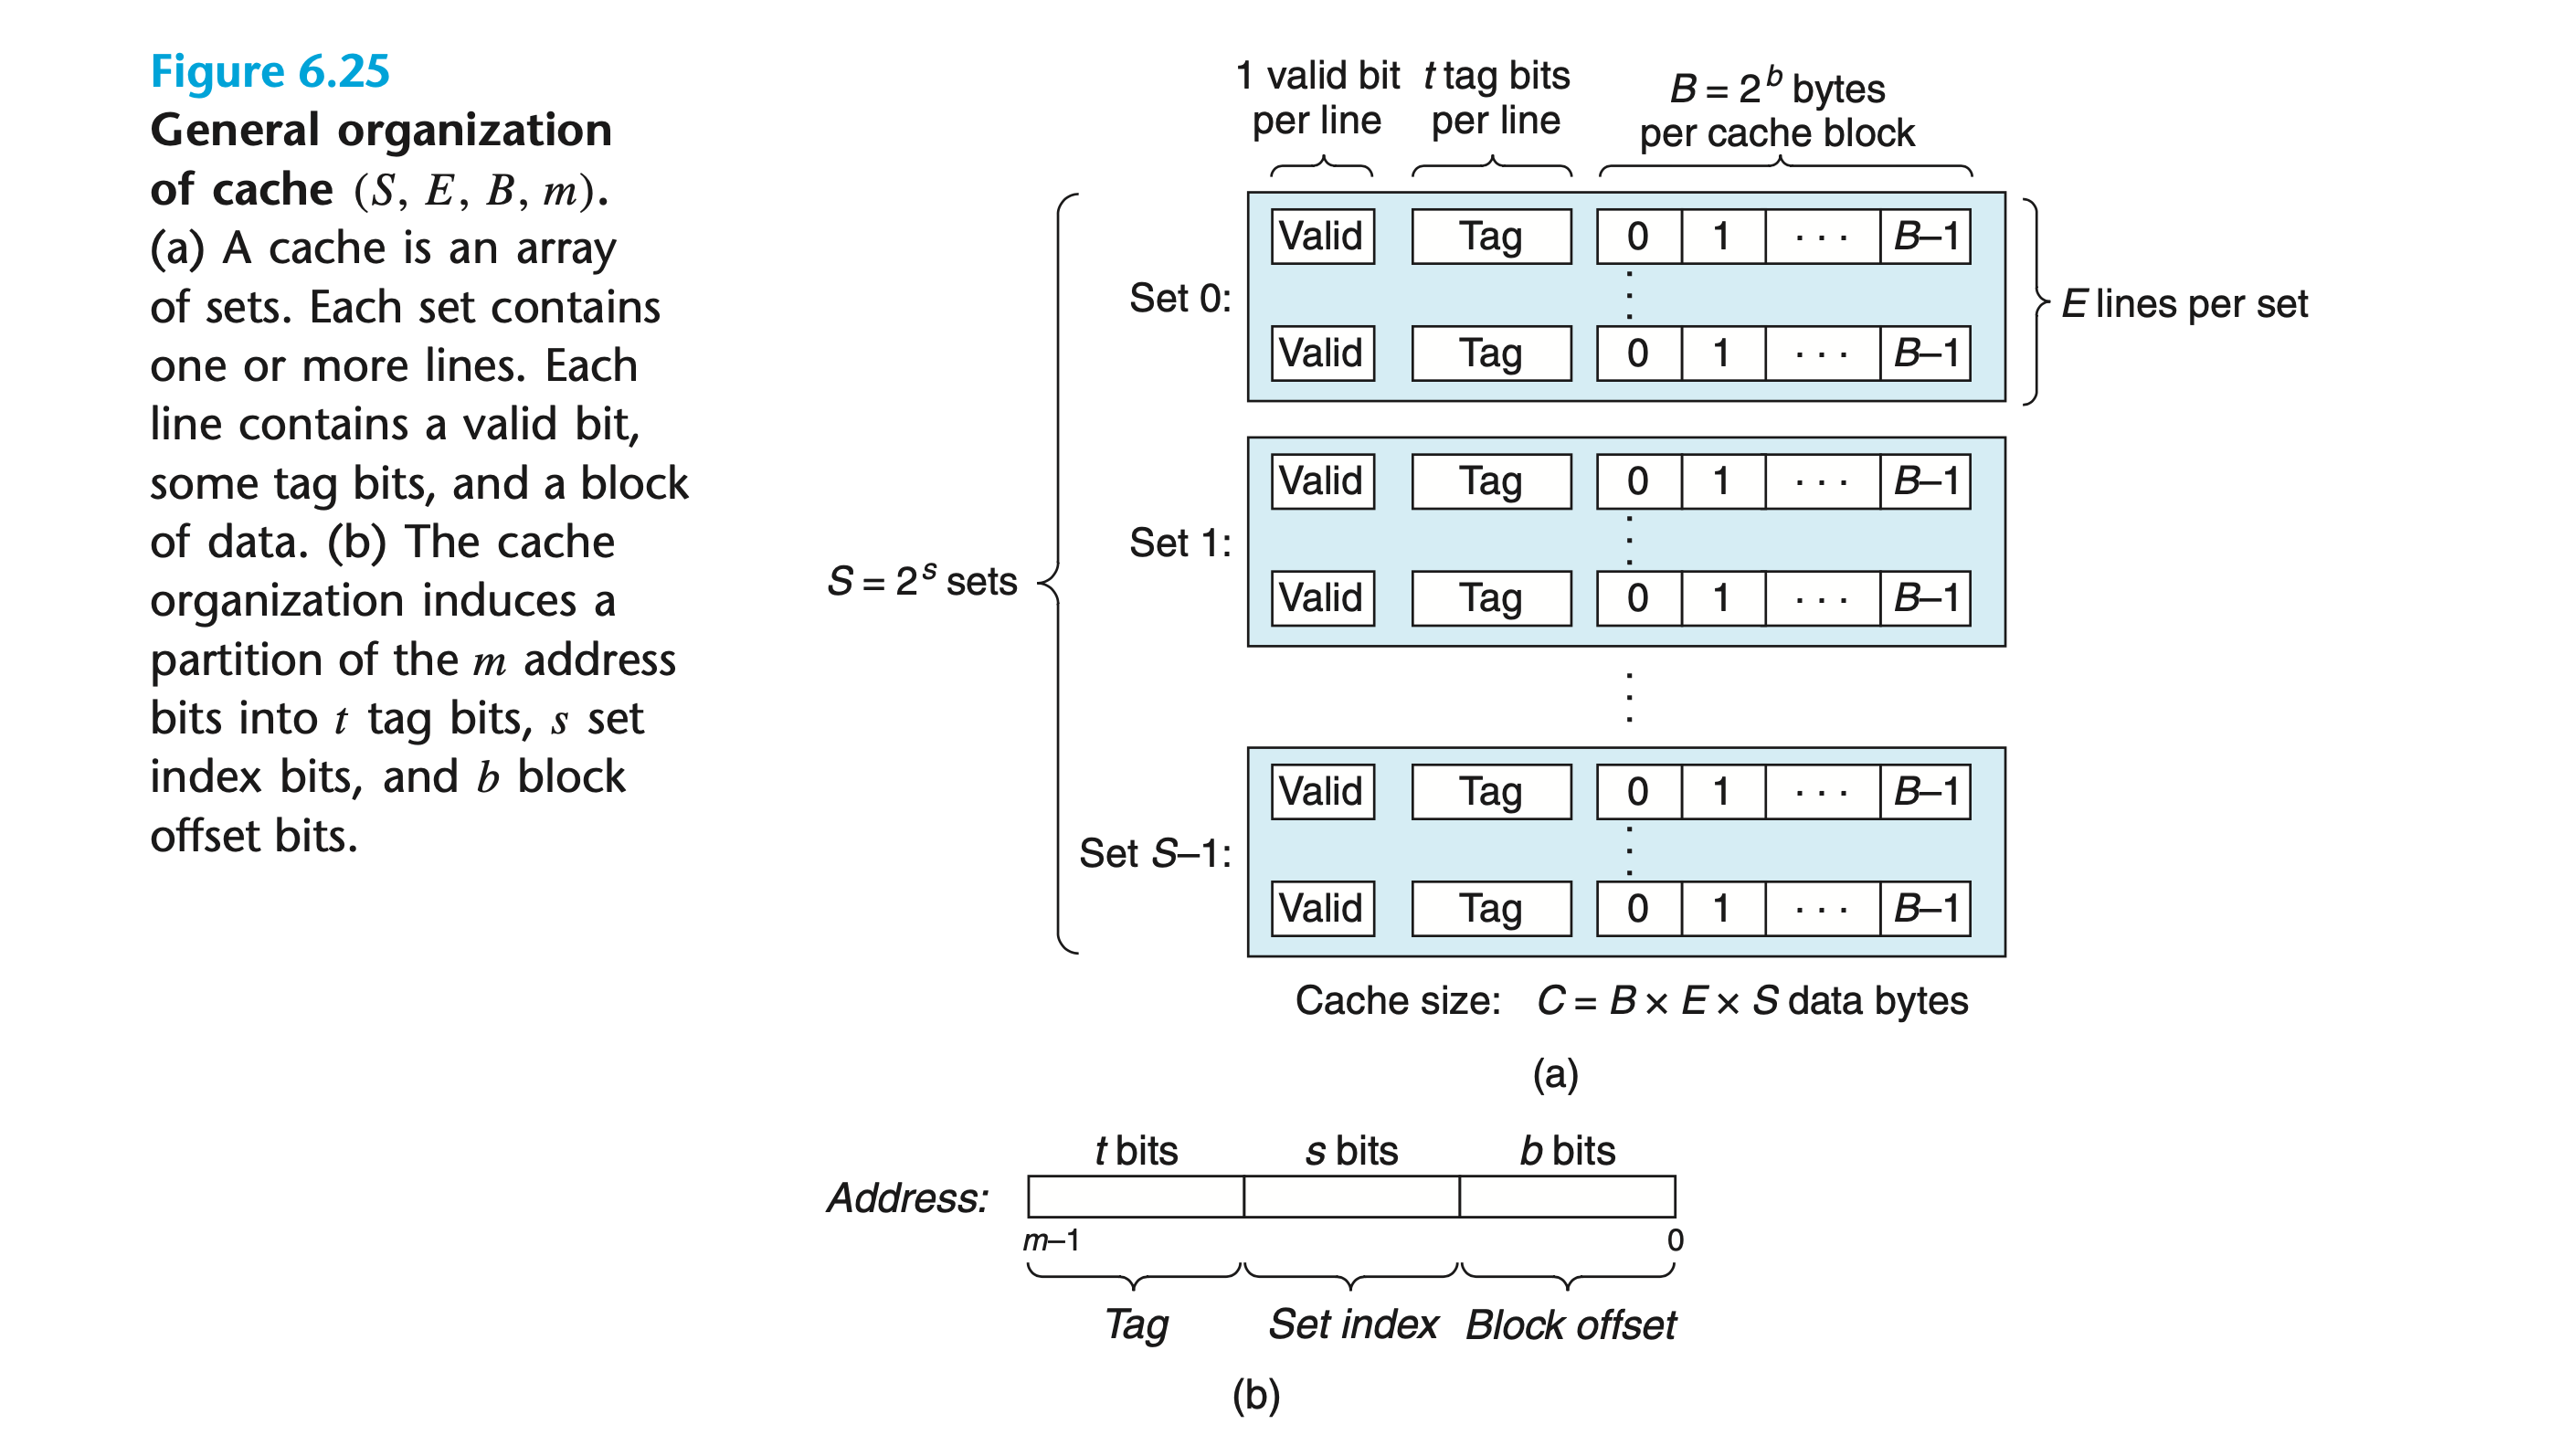 Figure 6.25
General organization
of cache (S, E, B, m).
(a) A cache is an array
of sets. Each set contains
one or more lines. Each
line contains a valid bit,
some tag bits, and a block
of data. (b) The cache
organization induces a
partition of the m address
bits into t tag bits, s set
index bits, and b block
offset bits.
1 valid bit
per line
t tag bits
per line
B = 2^b bytes
per cache block
S = 2^s sets
Set 0:
Valid Tag 0 1 · · · B–1
Valid Tag 0 1 · · · B–1
E lines per set
Set 1:
Valid Tag 0 1 · · · B–1
Valid Tag 0 1 · · · B–1
Set S–1:
Valid Tag 0 1 · · · B–1
Valid Tag 0 1 · · · B–1
Cache size: C = B × E × S data bytes
(a)
t bits s bits b bits
Address:
m–1 0
Tag Set index Block offset
(b)